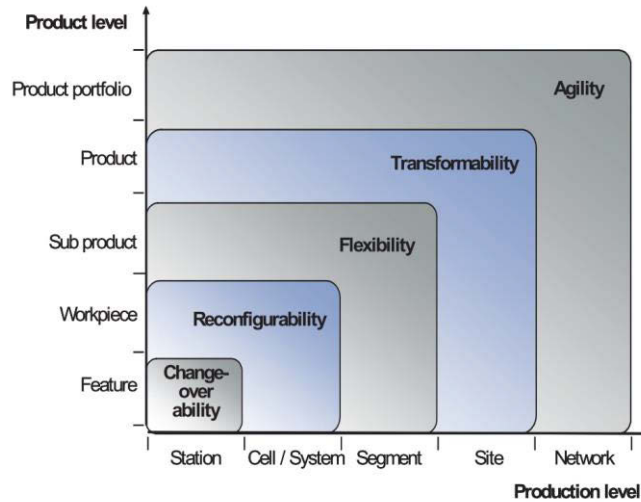 Product level
Product portfolio
Agility
Product
Transformability
Sub product
Flexibility
Workpiece
Reconfigurability
Feature
Change-
over
ability
Station
Cell / System
Segment
Site
Network
Production level